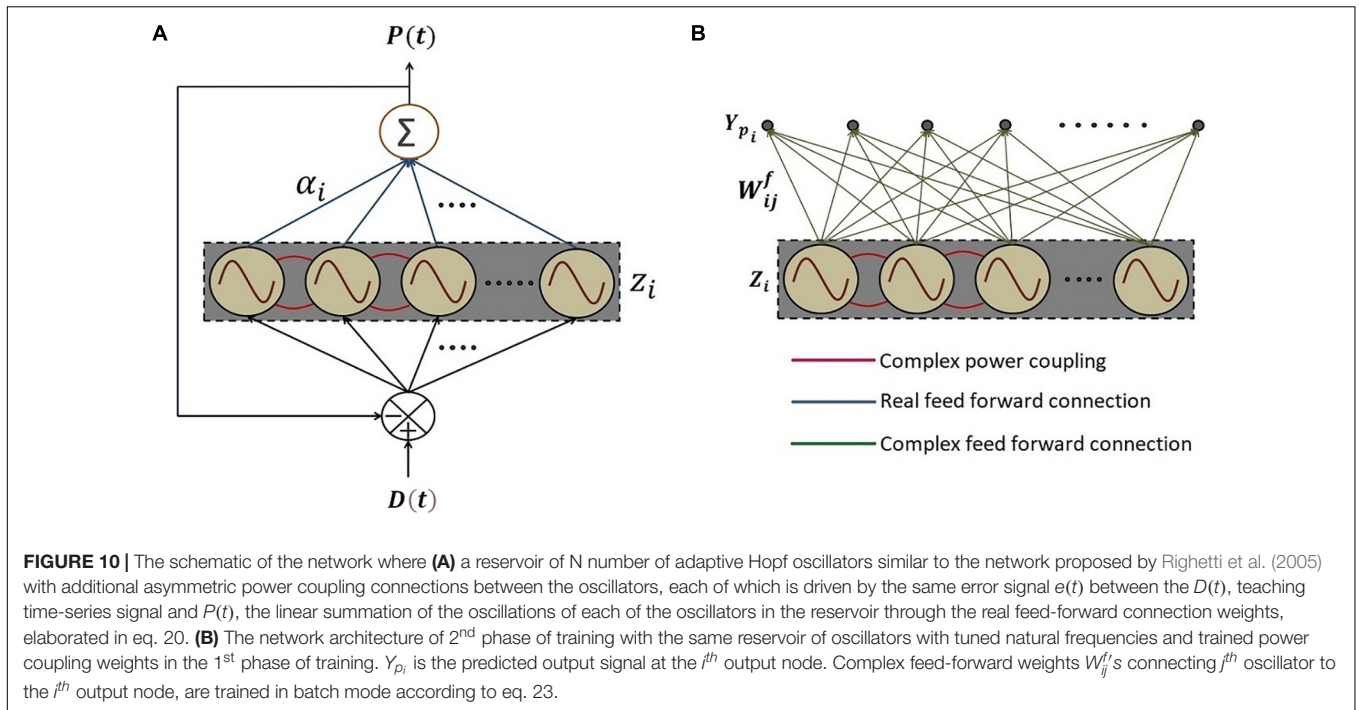 A
B
P(t)
Σ
α_i
z_i
D(t)
Y_{p_i}
W^f_{ij}
z_i
Complex power coupling
Real feed forward connection
Complex feed forward connection
FIGURE 10 | The schematic of the network where (A) a reservoir of N number of adaptive Hopf oscillators similar to the network proposed by Righetti et al. (2005)
with additional asymmetric power coupling connections between the oscillators, each of which is driven by the same error signal e(t) between the D(t), teaching
time-series signal and P(t), the linear summation of the oscillations of each of the oscillators in the reservoir through the real feed-forward connection weights,
elaborated in eq. 20. (B) The network architecture of 2nd phase of training with the same reservoir of oscillators with tuned natural frequencies and trained power
coupling weights in the 1st phase of training. Y_{p_i} is the predicted output signal at the i^{th} output node. Complex feed-forward weights W^f_{ij}'s connecting j^{th} oscillator to
the i^{th} output node, are trained in batch mode according to eq. 23.